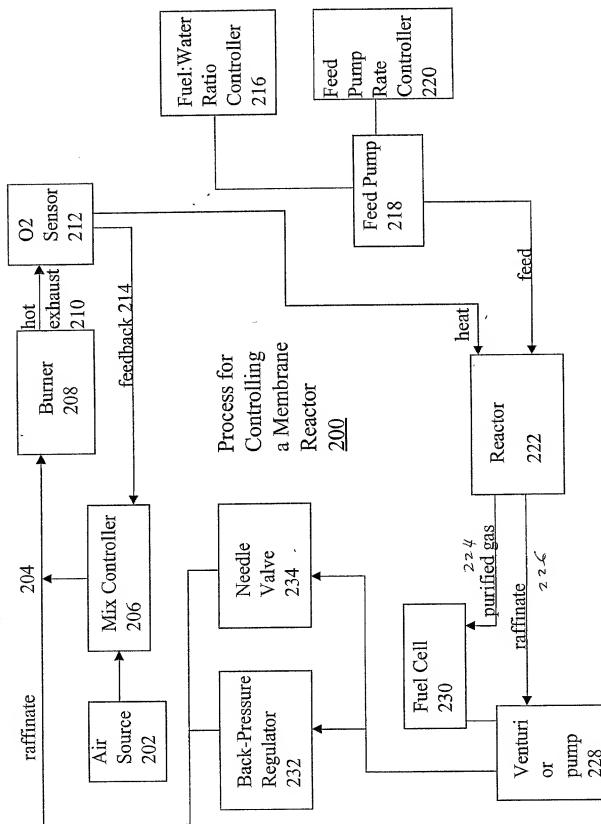 raffinate
204
Air
Source
202
Mix Controller
206
Burner
208
hot
exhaust
210
O2
Sensor
212
feedback 214
Back-Pressure
Regulator
232
Needle
Valve
234
Process for
Controlling
a Membrane
Reactor
200
heat
Fuel:Water
Ratio
Controller
216
Feed Pump
218
Feed
Pump
Rate
Controller
220
feed
Reactor
222
224
purified gas
raffinate
226
Fuel Cell
230
Venturi
or
pump
228